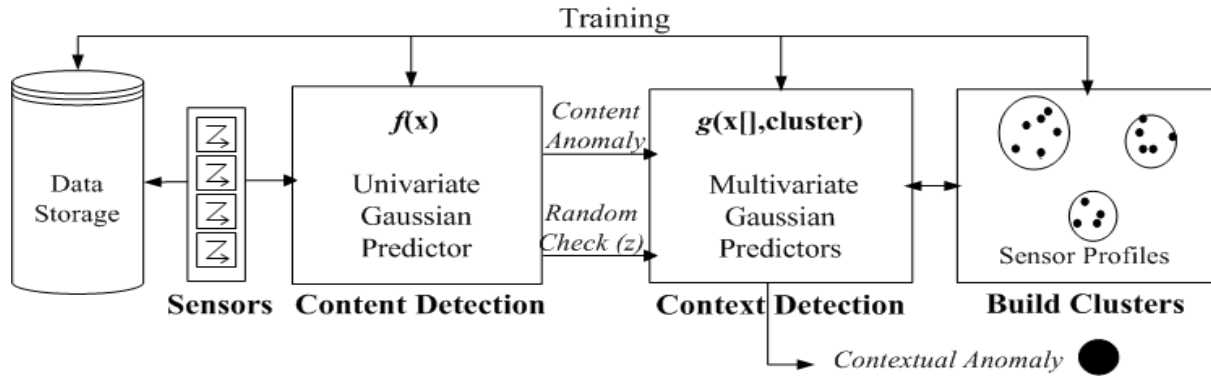 Training
Data
Storage
Sensors
f(x)
Univariate
Gaussian
Predictor
Content Detection
Content
Anomaly
Random
Check (z)
g(x[],cluster)
Multivariate
Gaussian
Predictors
Context Detection
Sensor Profiles
Build Clusters
Contextual Anomaly